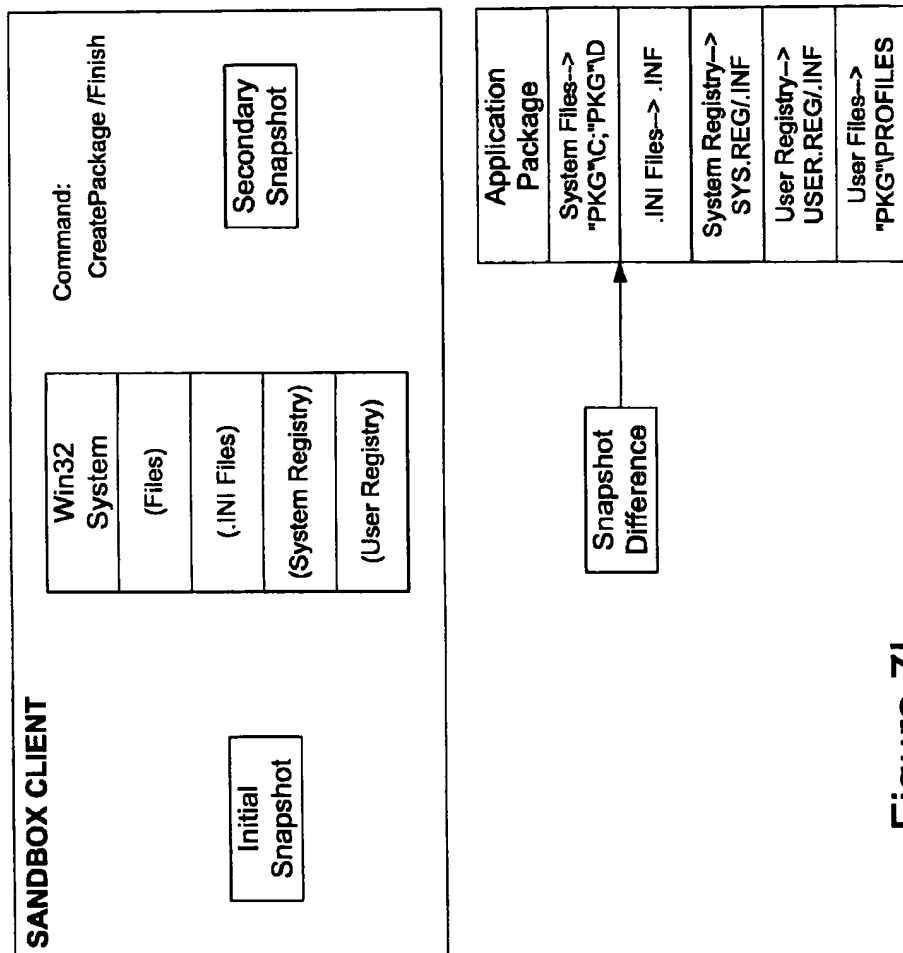 SANDBOX CLIENT
Initial
Snapshot
Win32
System
(Files)
(.INI Files)
(System Registry)
(User Registry)
Command:
CreatePackage /Finish
Secondary
Snapshot
Snapshot
Difference
Application
Package
System Files-->
"PKG"\C;"PKG"\D
.INI Files--> .INF
System Registry-->
SYS.REG/.INF
User Registry-->
USER.REG/.INF
User Files-->
"PKG"\PROFILES
Figure